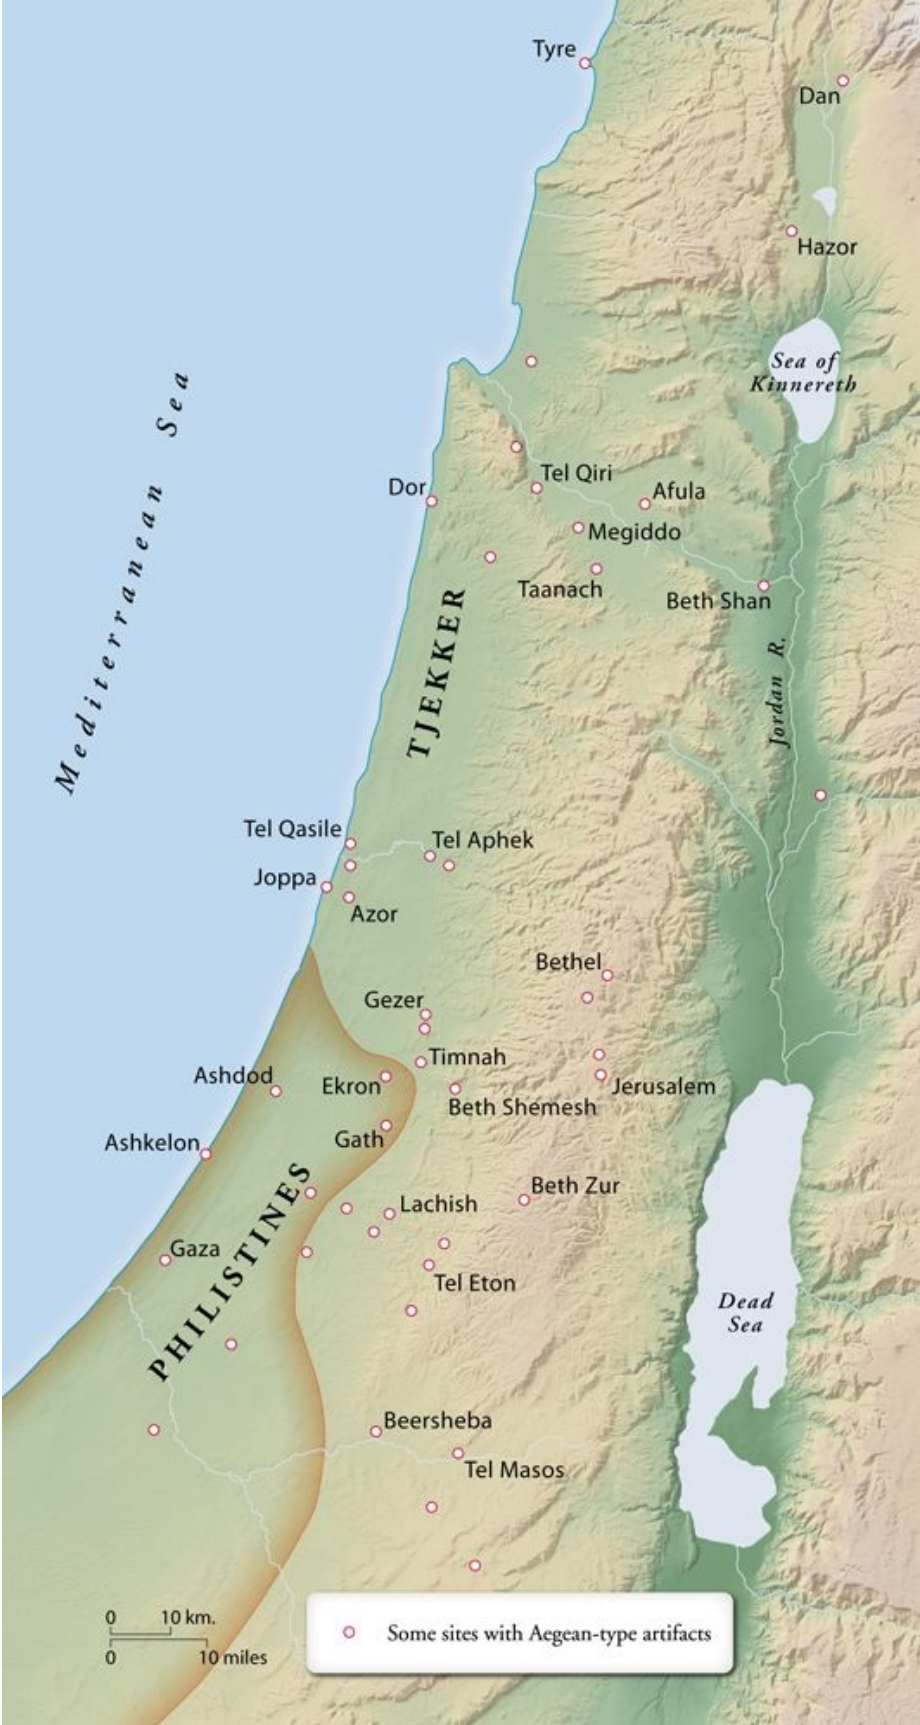 Tyre
Dan
Hazor
Sea of
Kinnereth
Mediterranean Sea
Tel Qiri
Dor
Afula
Megiddo
Taanach
Beth Shan
TJEKKER
Jordan R.
Tel Qasile
Tel Aphek
Joppa
Azor
Bethel
Gezer
Timnah
Ashdod
Ekron
Jerusalem
Beth Shemesh
Gath
Ashkelon
PHILISTINES
Beth Zur
Lachish
Gaza
Tel Eton
Dead
Sea
Beersheba
Tel Masos
0 10 km.
0 10 miles
Some sites with Aegean-type artifacts